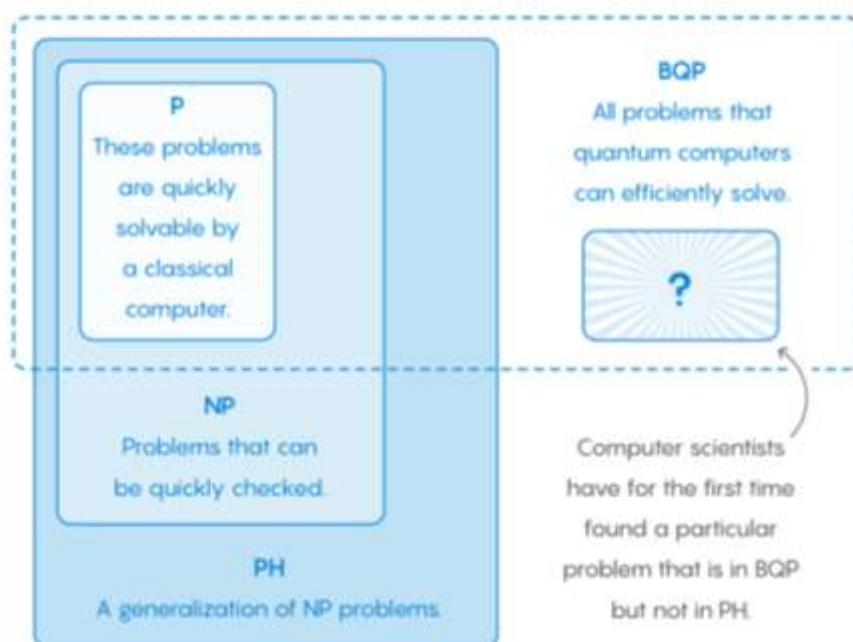 P
These problems
are quickly
solvable by
a classical
computer.
BQP
All problems that
quantum computers
can efficiently solve.
?
NP
Problems that can
be quickly checked.
PH
A generalization of NP problems.
Computer scientists
have for the first time
found a particular
problem that is in BQP
but not in PH.